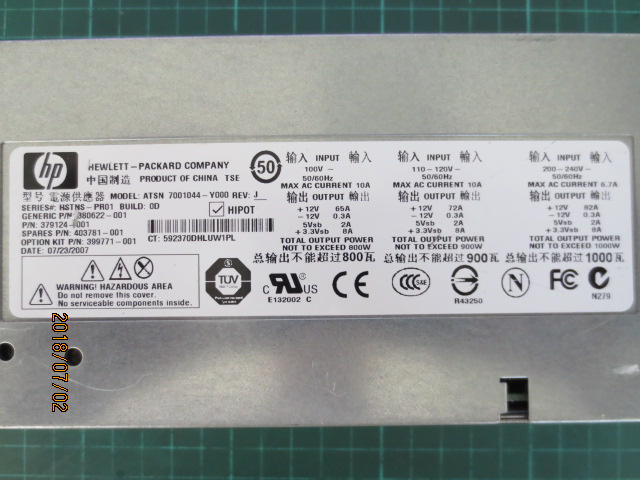 hp
HEWLETT-PACKARD COMPANY
中国制造 PRODUCT OF CHINA TSE
50
型号 電源供應器 MODEL: ATSN 7001044-Y000 REV: J
SERIES#: HSTNS-PR01 BUILD: 0D
GENERIC P/N: 380622-001
P/N: 379124-001
SPARES P/N: 403781-001
OPTION KIT P/N: 399771-001
DATE: 07/23/2007
HIPOT
CT: 592370DHLUW1PL
输入 INPUT 輸入
100V ~
50/60Hz
MAX AC CURRENT 10A
输出 OUTPUT 輸出
+ 12V 65A
- 12V 0.3A
5Vsb 2A
+3.3Vsb 8A
TOTAL OUTPUT POWER
NOT TO EXCEED 800W
总输出不能超过800瓦
输入 INPUT 輸入
110-120V~
50/60Hz
MAX AC CURRENT 10A
输出 OUTPUT 輸出
+ 12V 72A
- 12V 0.3A
5Vsb 2A
+3.3Vsb 8A
TOTAL OUTPUT POWER
NOT TO EXCEED 900W
总输出不能超过900瓦
输入 INPUT 輸入
200-240V~
50/60Hz
MAX AC CURRENT 6.7A
输出 OUTPUT 輸出
+ 12V 82A
- 12V 0.3A
5Vsb 2A
+3.3Vsb 8A
TOTAL OUTPUT POWER
NOT TO EXCEED 1000W
总输出不能超过1000瓦
WARNING! HAZARDOUS AREA
Do not remove this cover.
No serviceable components inside.
TUV
C RU US
E132002 C
CE
CCC S&E
R43250
N
FC
N279
2018/07/02